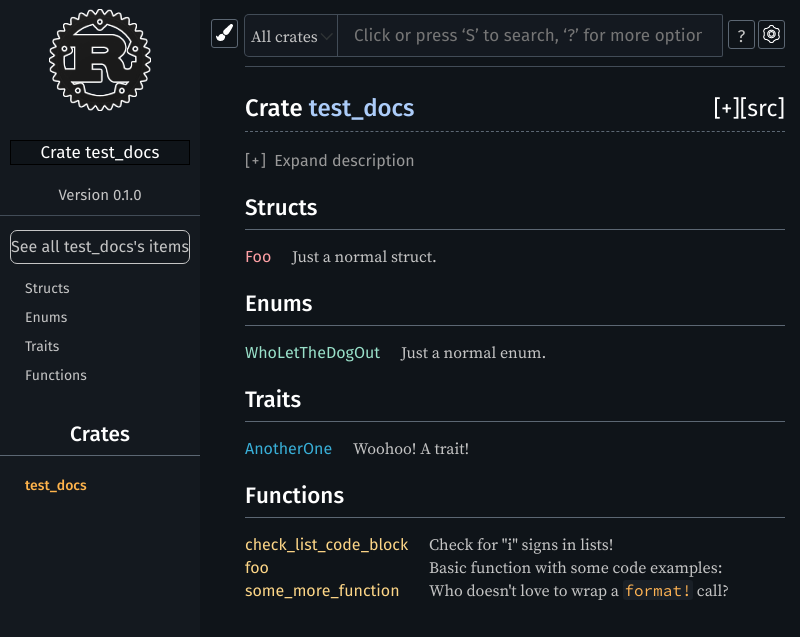 R
Crate test_docs
Version 0.1.0
See all test_docs's items
Structs
Enums
Traits
Functions
Crates
test_docs
All crates
Click or press ‘S’ to search, ‘?’ for more option
?
Crate test_docs
[+][src]
[+] Expand description
Structs
Foo Just a normal struct.
Enums
WhoLetTheDogOut Just a normal enum.
Traits
AnotherOne Woohoo! A trait!
Functions
check_list_code_block Check for "i" signs in lists!
foo Basic function with some code examples:
some_more_function Who doesn't love to wrap a format! call?